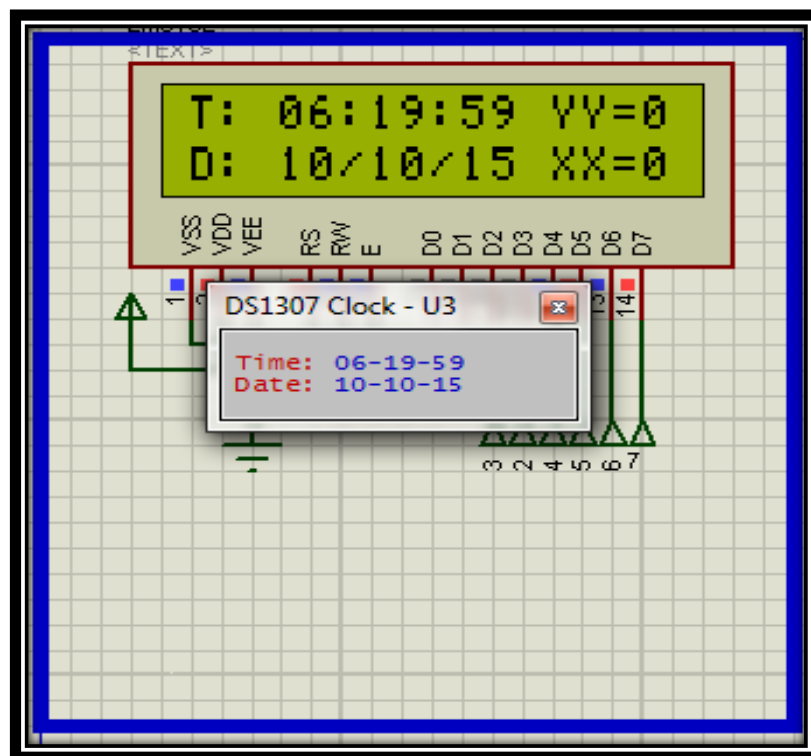 <TEXT>
T: 06:19:59 YY=0
D: 10/10/15 XX=0
VSS VDD VEE RS RW E D0 D1 D2 D3 D4 D5 D6 D7
1 14
DS1307 Clock - U3
Time: 06-19-59
Date: 10-10-15
3 2 4 5 6 7